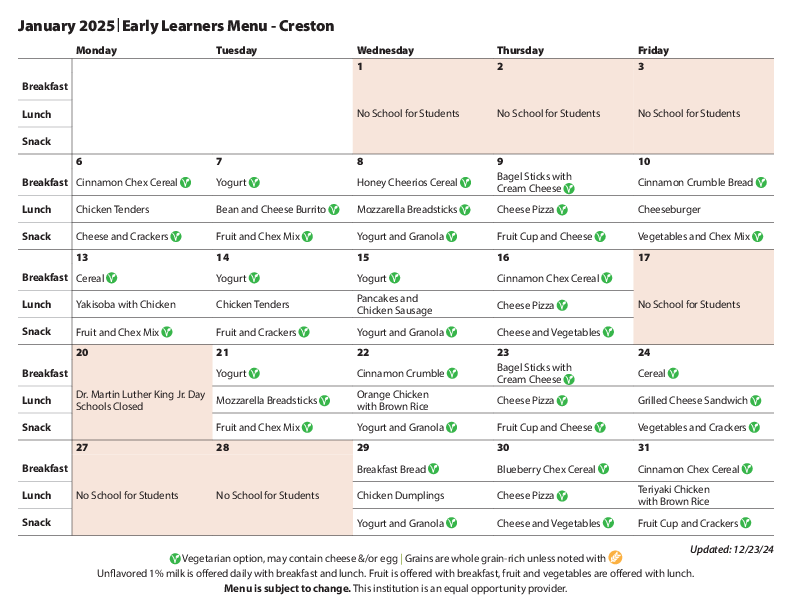 January 2025 | Early Learners Menu - Creston
Monday Tuesday Wednesday Thursday Friday
1 2 3
Breakfast
Lunch No School for Students No School for Students No School for Students
Snack
6 7 8 9 10
Breakfast Cinnamon Chex Cereal V Yogurt V Honey Cheerios Cereal V Bagel Sticks with Cream Cheese V Cinnamon Crumble Bread V
Lunch Chicken Tenders Bean and Cheese Burrito V Mozzarella Breadsticks V Cheese Pizza V Cheeseburger
Snack Cheese and Crackers V Fruit and Chex Mix V Yogurt and Granola V Fruit Cup and Cheese V Vegetables and Chex Mix V
13 14 15 16 17
Breakfast Cereal V Yogurt V Yogurt V Cinnamon Chex Cereal V
Lunch Yakisoba with Chicken Chicken Tenders Pancakes and Chicken Sausage Cheese Pizza V No School for Students
Snack Fruit and Chex Mix V Fruit and Crackers V Yogurt and Granola V Cheese and Vegetables V
20 21 22 23 24
Breakfast Yogurt V Cinnamon Crumble V Bagel Sticks with Cream Cheese V Cereal V
Lunch Dr. Martin Luther King Jr. Day Schools Closed Mozzarella Breadsticks V Orange Chicken with Brown Rice Cheese Pizza V Grilled Cheese Sandwich V
Snack Fruit and Chex Mix V Yogurt and Granola V Fruit Cup and Cheese V Vegetables and Crackers V
27 28 29 30 31
Breakfast Breakfast Bread V Blueberry Chex Cereal V Cinnamon Chex Cereal V
Lunch No School for Students No School for Students Chicken Dumplings Cheese Pizza V Teriyaki Chicken with Brown Rice
Snack Yogurt and Granola V Cheese and Vegetables V Fruit Cup and Crackers V
Updated: 12/23/24
V Vegetarian option, may contain cheese &/or egg | Grains are whole grain-rich unless noted with
Unflavored 1% milk is offered daily with breakfast and lunch. Fruit is offered with breakfast, fruit and vegetables are offered with lunch.
Menu is subject to change. This institution is an equal opportunity provider.